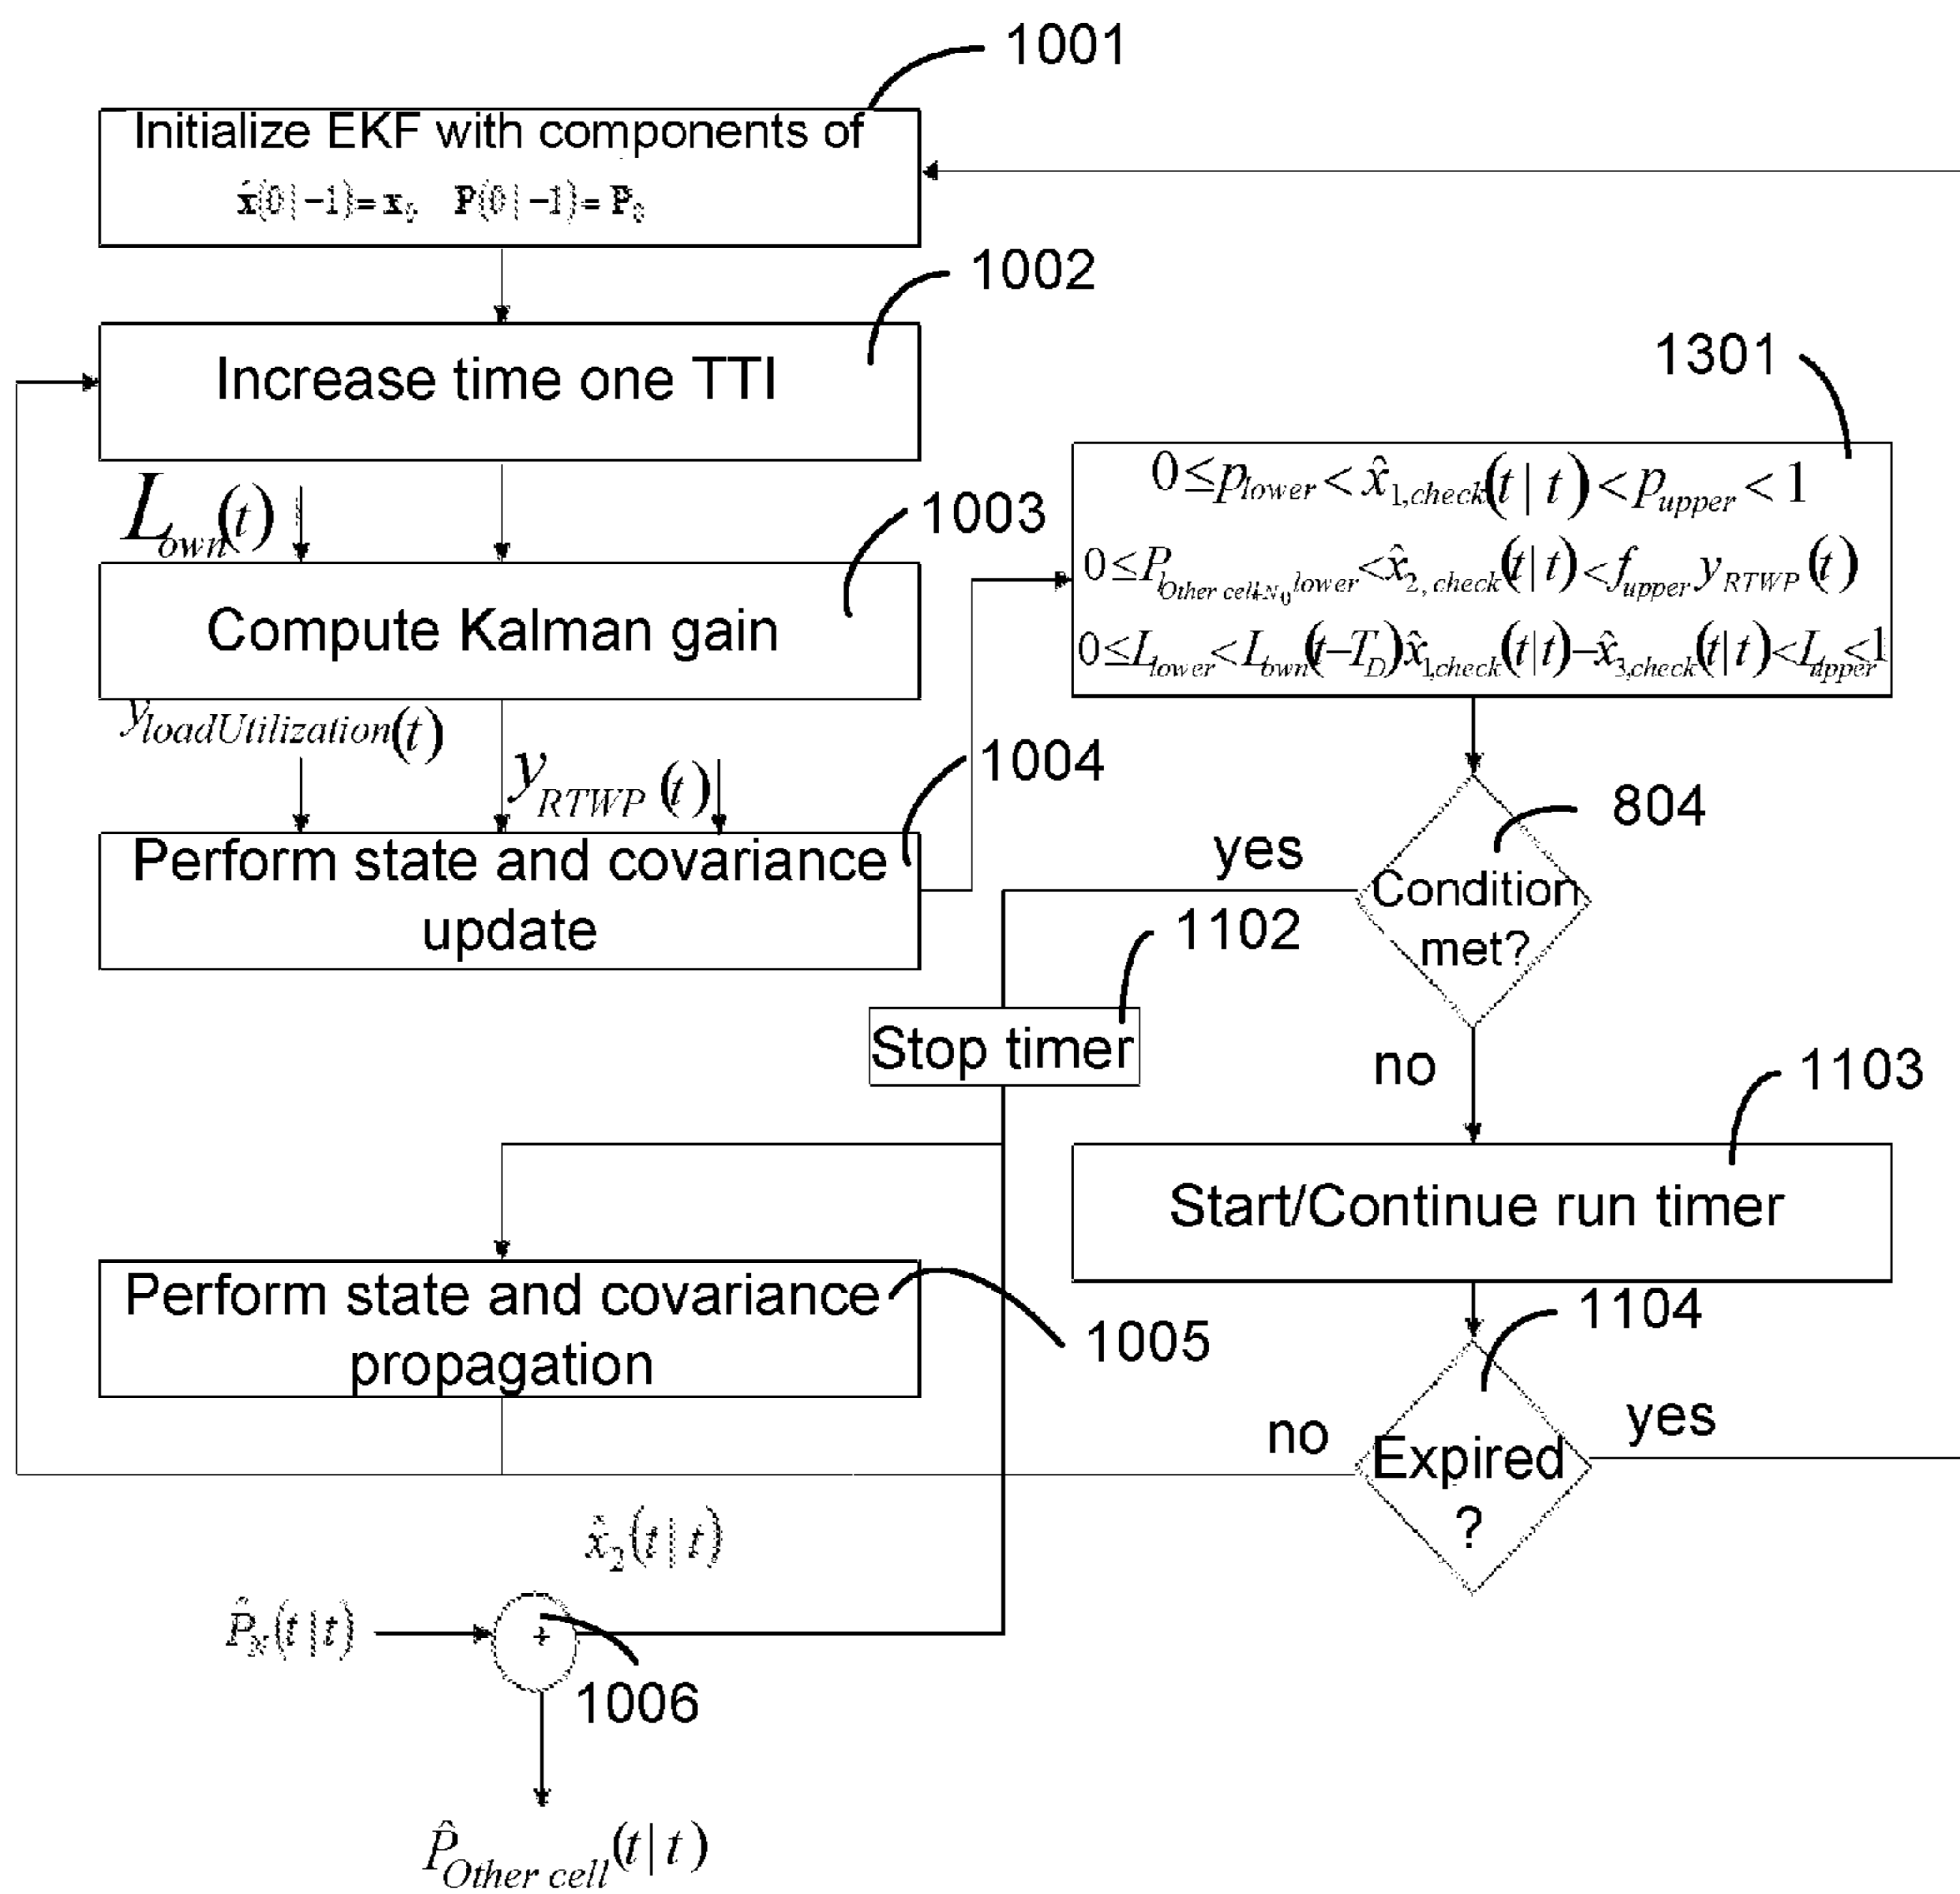 1001
Initialize EKF with components of
x̂(0|−1)=x₀ P(0|−1)=P₀
1002
Increase time one TTI
1301
L_own(t)
1003
Compute Kalman gain
0≤p_lower<x̂_1,check(t|t)<p_upper<1
0≤P_Other cell+N₀,lower<x̂_2,check(t|t)<f_upper y_RTWP(t)
0≤L_lower<L_own(t−T_D)x̂_1,check(t|t)−x̂_3,check(t|t)<L_upper<1
y_loadUtilization(t)
y_RTWP(t)
1004
Perform state and covariance
update
804
yes
Condition
met?
1102
Stop timer
no
1103
Start/Continue run timer
Perform state and covariance
propagation
1005
1104
no
yes
Expired
?
x̂₂(t|t)
P̂_N(t|t)
+
1006
P̂_Other cell(t|t)